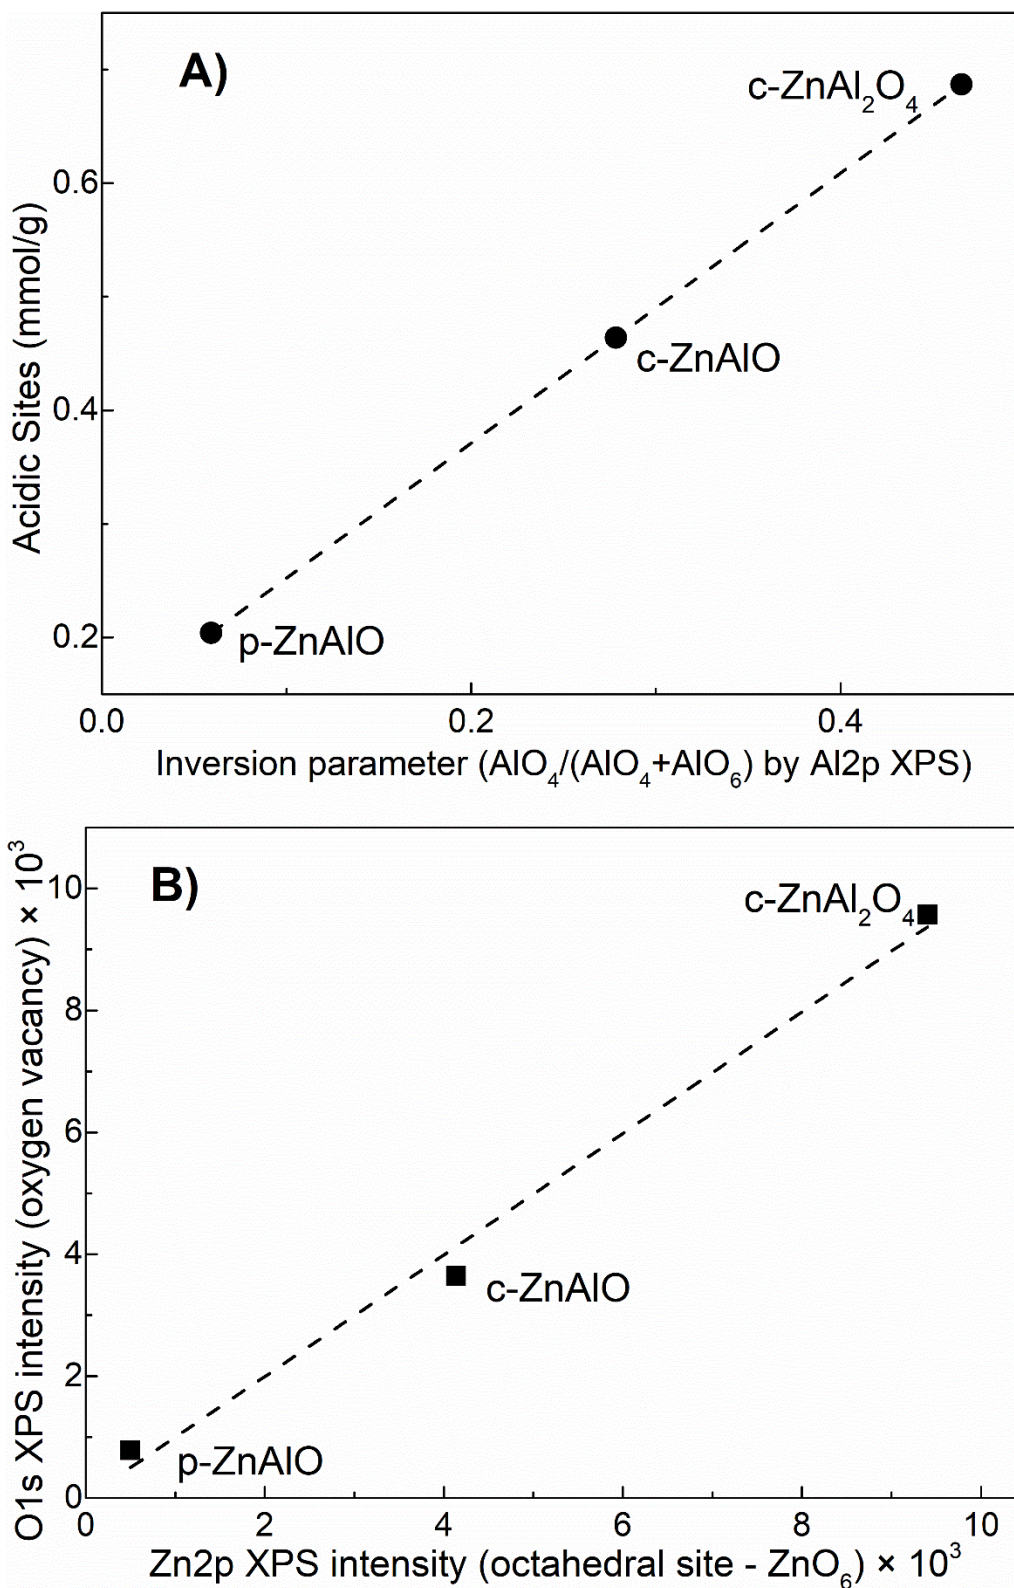 A)
c-ZnAl₂O₄
0.6
c-ZnAlO
0.4
p-ZnAlO
0.2
Acidic Sites (mmol/g)
0.0 0.2 0.4
Inversion parameter (AlO₄/(AlO₄+AlO₆) by Al2p XPS)
B)
10
c-ZnAl₂O₄
8
6
4
c-ZnAlO
2
p-ZnAlO
0
O1s XPS intensity (oxygen vacancy) × 10³
0 2 4 6 8 10
Zn2p XPS intensity (octahedral site - ZnO₆) × 10³